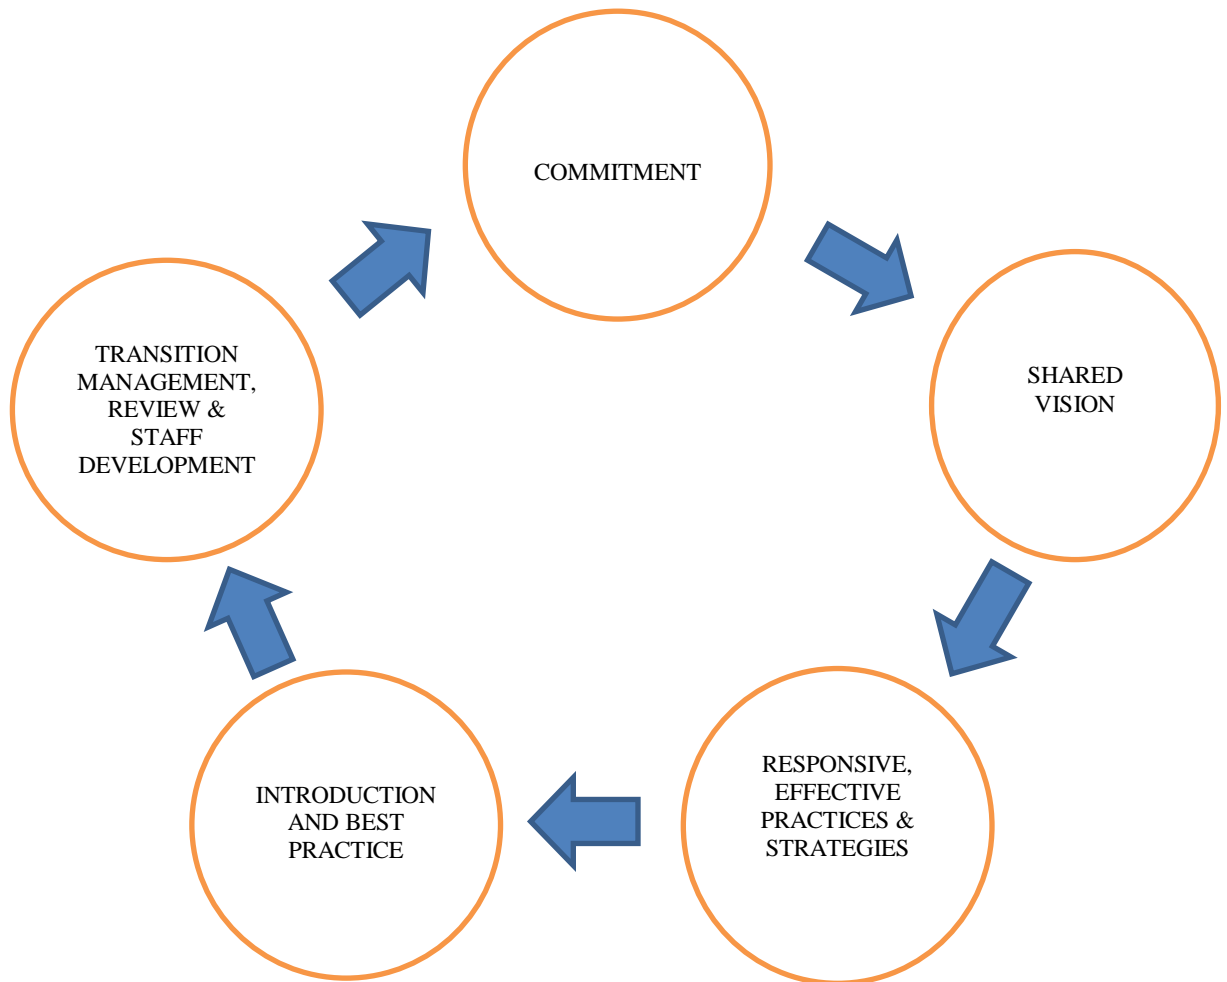 COMMITMENT
SHARED
VISION
RESPONSIVE,
EFFECTIVE
PRACTICES &
STRATEGIES
INTRODUCTION
AND BEST
PRACTICE
TRANSITION
MANAGEMENT,
REVIEW &
STAFF
DEVELOPMENT